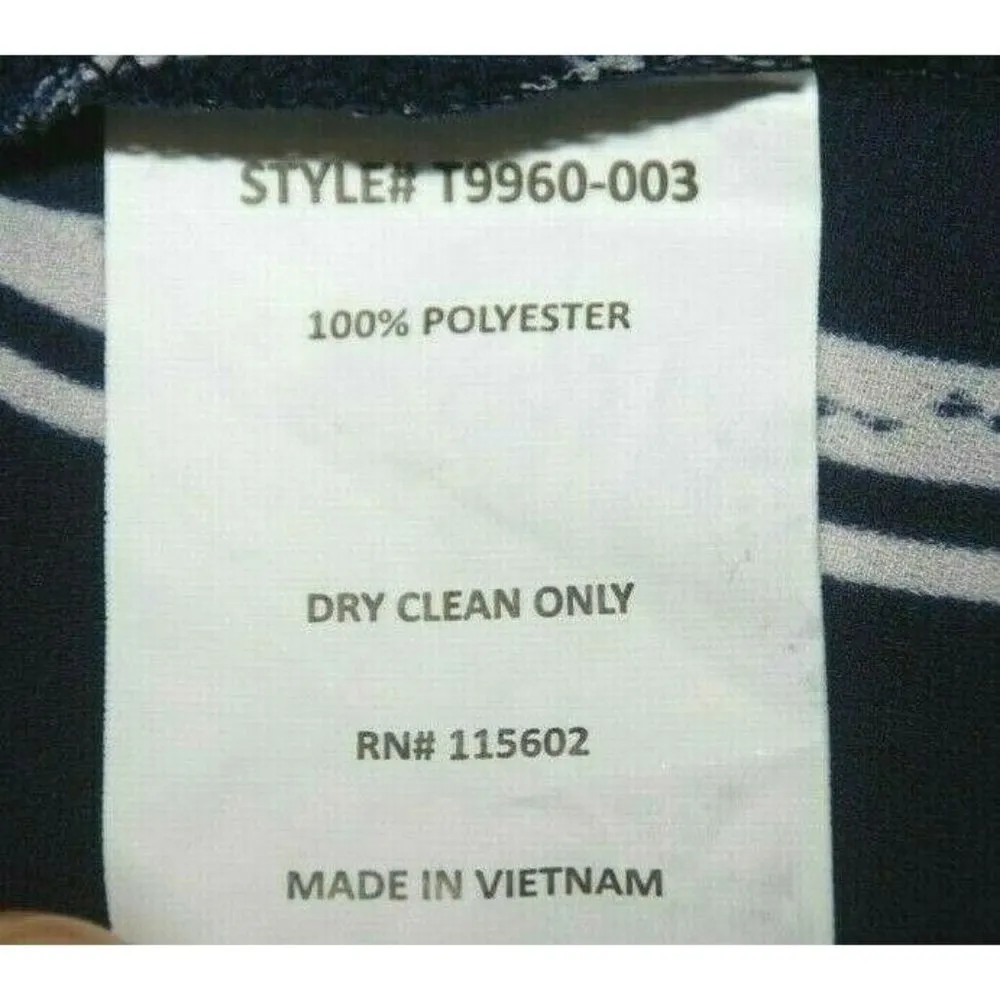 STYLE# T9960-003
100% POLYESTER
DRY CLEAN ONLY
RN# 115602
MADE IN VIETNAM